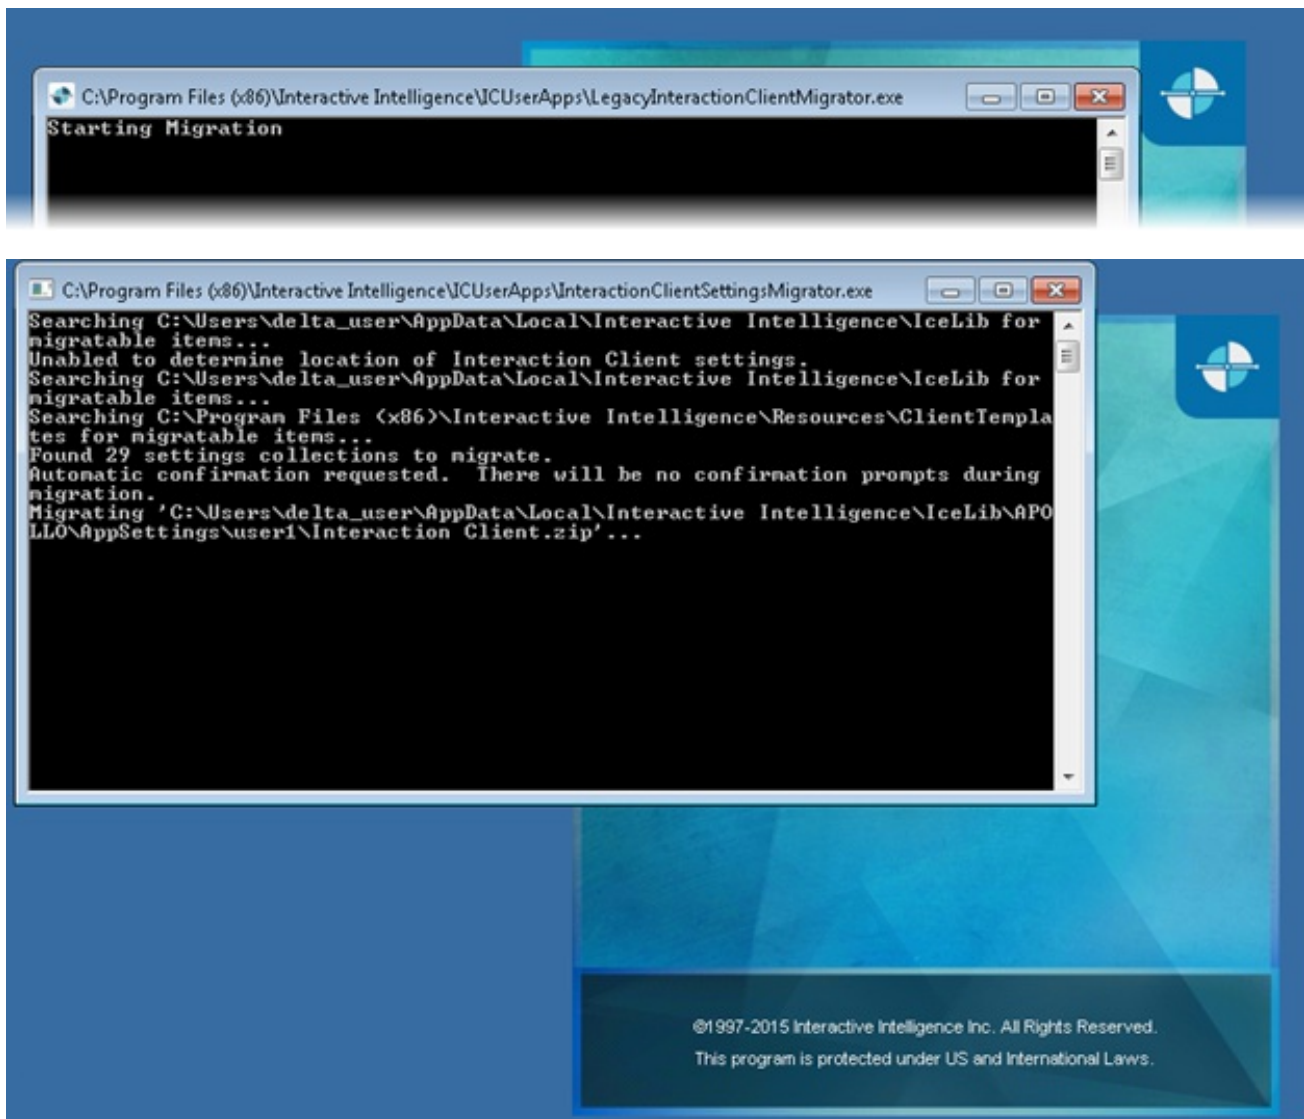 C:\Program Files (x86)\Interactive Intelligence\ICUserApps\LegacyInteractionClientMigrator.exe
Starting Migration
C:\Program Files (x86)\Interactive Intelligence\ICUserApps\InteractionClientSettingsMigrator.exe
Searching C:\Users\delta_user\AppData\Local\Interactive Intelligence\IceLib for
migratable items...
Unabled to determine location of Interaction Client settings.
Searching C:\Users\delta_user\AppData\Local\Interactive Intelligence\IceLib for
migratable items...
Searching C:\Program Files (x86)\Interactive Intelligence\Resources\ClientTempla
tes for migratable items...
Found 29 settings collections to migrate.
Automatic confirmation requested.  There will be no confirmation prompts during
migration.
Migrating 'C:\Users\delta_user\AppData\Local\Interactive Intelligence\IceLib\APO
LLO\AppSettings\user1\Interaction Client.zip'...
©1997-2015 Interactive Intelligence Inc. All Rights Reserved.
This program is protected under US and International Laws.